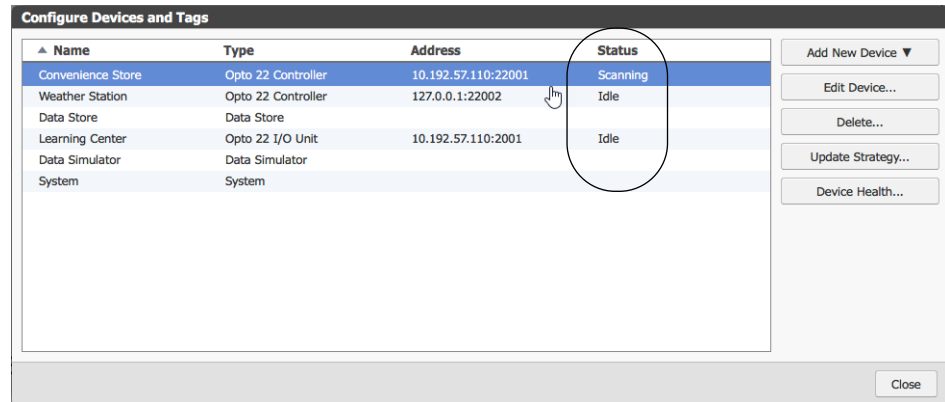 Configure Devices and Tags
▲ Name Type Address Status
Convenience Store Opto 22 Controller 10.192.57.110:22001 Scanning
Weather Station Opto 22 Controller 127.0.0.1:22002 Idle
Data Store Data Store
Learning Center Opto 22 I/O Unit 10.192.57.110:2001 Idle
Data Simulator Data Simulator
System System
Add New Device ▼
Edit Device...
Delete...
Update Strategy...
Device Health...
Close